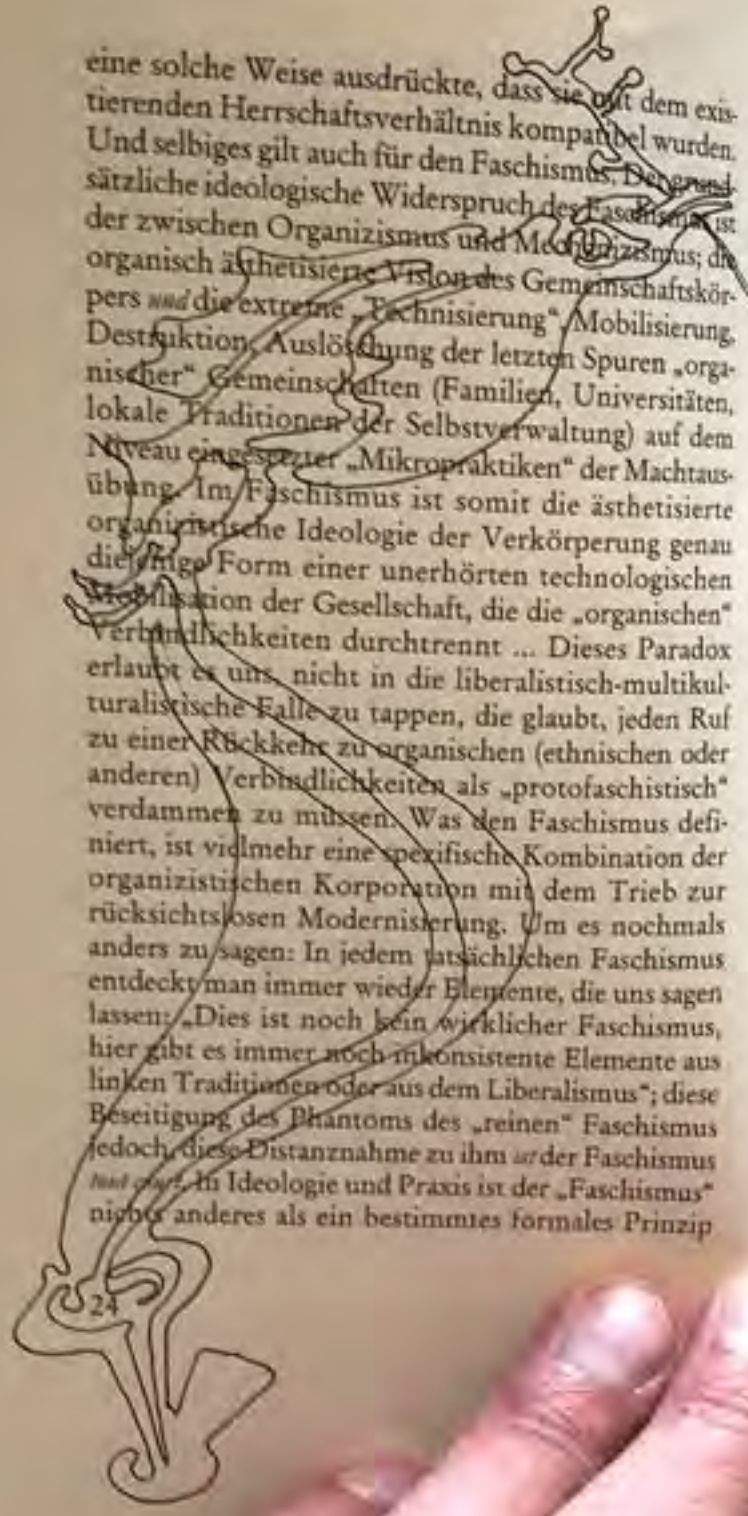 eine solche Weise ausdrückte, dass sie mit dem exis-
tierenden Herrschaftsverhältnis kompatibel wurden.
Und selbiges gilt auch für den Faschismus. Der grund-
sätzliche ideologische Widerspruch des Faschismus ist
der zwischen Organizismus und Mechanizismus; die
organisch ästhetisierte Vision des Gemeinschaftskör-
pers und die extreme „Technisierung“, Mobilisierung,
Destruktion, Auslöschung der letzten Spuren „orga-
nischer“ Gemeinschaften (Familien, Universitäten,
lokale Traditionen der Selbstverwaltung) auf dem
Niveau eingesetzter „Mikropraktiken“ der Machtaus-
übung. Im Faschismus ist somit die ästhetisierte
organizistische Ideologie der Verkörperung genau
diejenige Form einer unerhörten technologischen
Mobilisation der Gesellschaft, die die „organischen“
Verbindlichkeiten durchtrennt ... Dieses Paradox
erlaubt es uns, nicht in die liberalistisch-multikul-
turalistische Falle zu tappen, die glaubt, jeden Ruf
zu einer Rückkehr zu organischen (ethnischen oder
anderen) Verbindlichkeiten als „protofaschistisch“
verdammen zu müssen. Was den Faschismus defi-
niert, ist vielmehr eine spezifische Kombination der
organizistischen Korporation mit dem Trieb zur
rücksichtslosen Modernisierung. Um es nochmals
anders zu sagen: In jedem tatsächlichen Faschismus
entdeckt man immer wieder Elemente, die uns sagen
lassen: „Dies ist noch kein wirklicher Faschismus,
hier gibt es immer noch inkonsistente Elemente aus
linken Traditionen oder aus dem Liberalismus“; diese
Beseitigung des Phantoms des „reinen“ Faschismus
jedoch, diese Distanznahme zu ihm ist der Faschismus
tout court. In Ideologie und Praxis ist der „Faschismus“
nichts anderes als ein bestimmtes formales Prinzip
24